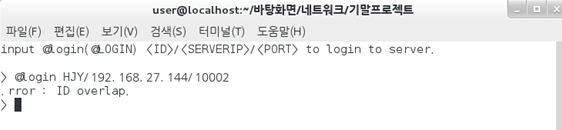 user@localhost:~/바탕화면/네트워크/기말프로젝트
파일(F) 편집(E) 보기(V) 검색(S) 터미널(T) 도움말(H)
input @login(@LOGIN) <ID>/<SERVERIP>/<PORT> to login to server.
> @login HJY/192.168.27.144/10002
.rror : ID overlap.
>